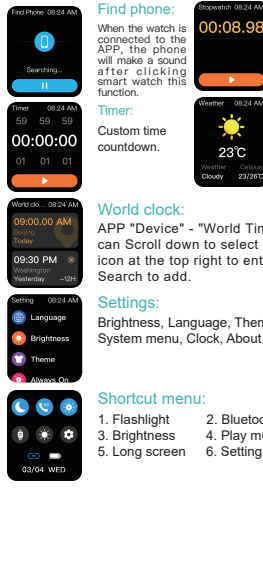 Find Phone 08:24 AM
Searching...
Find phone:
When the watch is
connected to the
APP, the phone
will make a sound
after clicking
smart watch this
function.
Stopwatch 08:24 AM
00:08.98
Timer 08:24 AM
59 59 59
00:00:00
01 01 01
Timer:
Custom time
countdown.
Weather 08:24 AM
23℃
Weather Celsius
Cloudy 23/26℃
World clo... 08:24 AM
09:00.00 AM
Beijing
Today
09:30 PM
Washington
Yesterday −12H
World clock:
APP "Device" - "World Tim
can Scroll down to select
icon at the top right to ent
Search to add.
Setting 08:24 AM
Language
Brightness
Theme
Always On
Settings:
Brightness, Language, Then
System menu, Clock, About
03/04 WED
Shortcut menu:
1. Flashlight 2. Bluetoo
3. Brightness 4. Play mu
5. Long screen 6. Setting